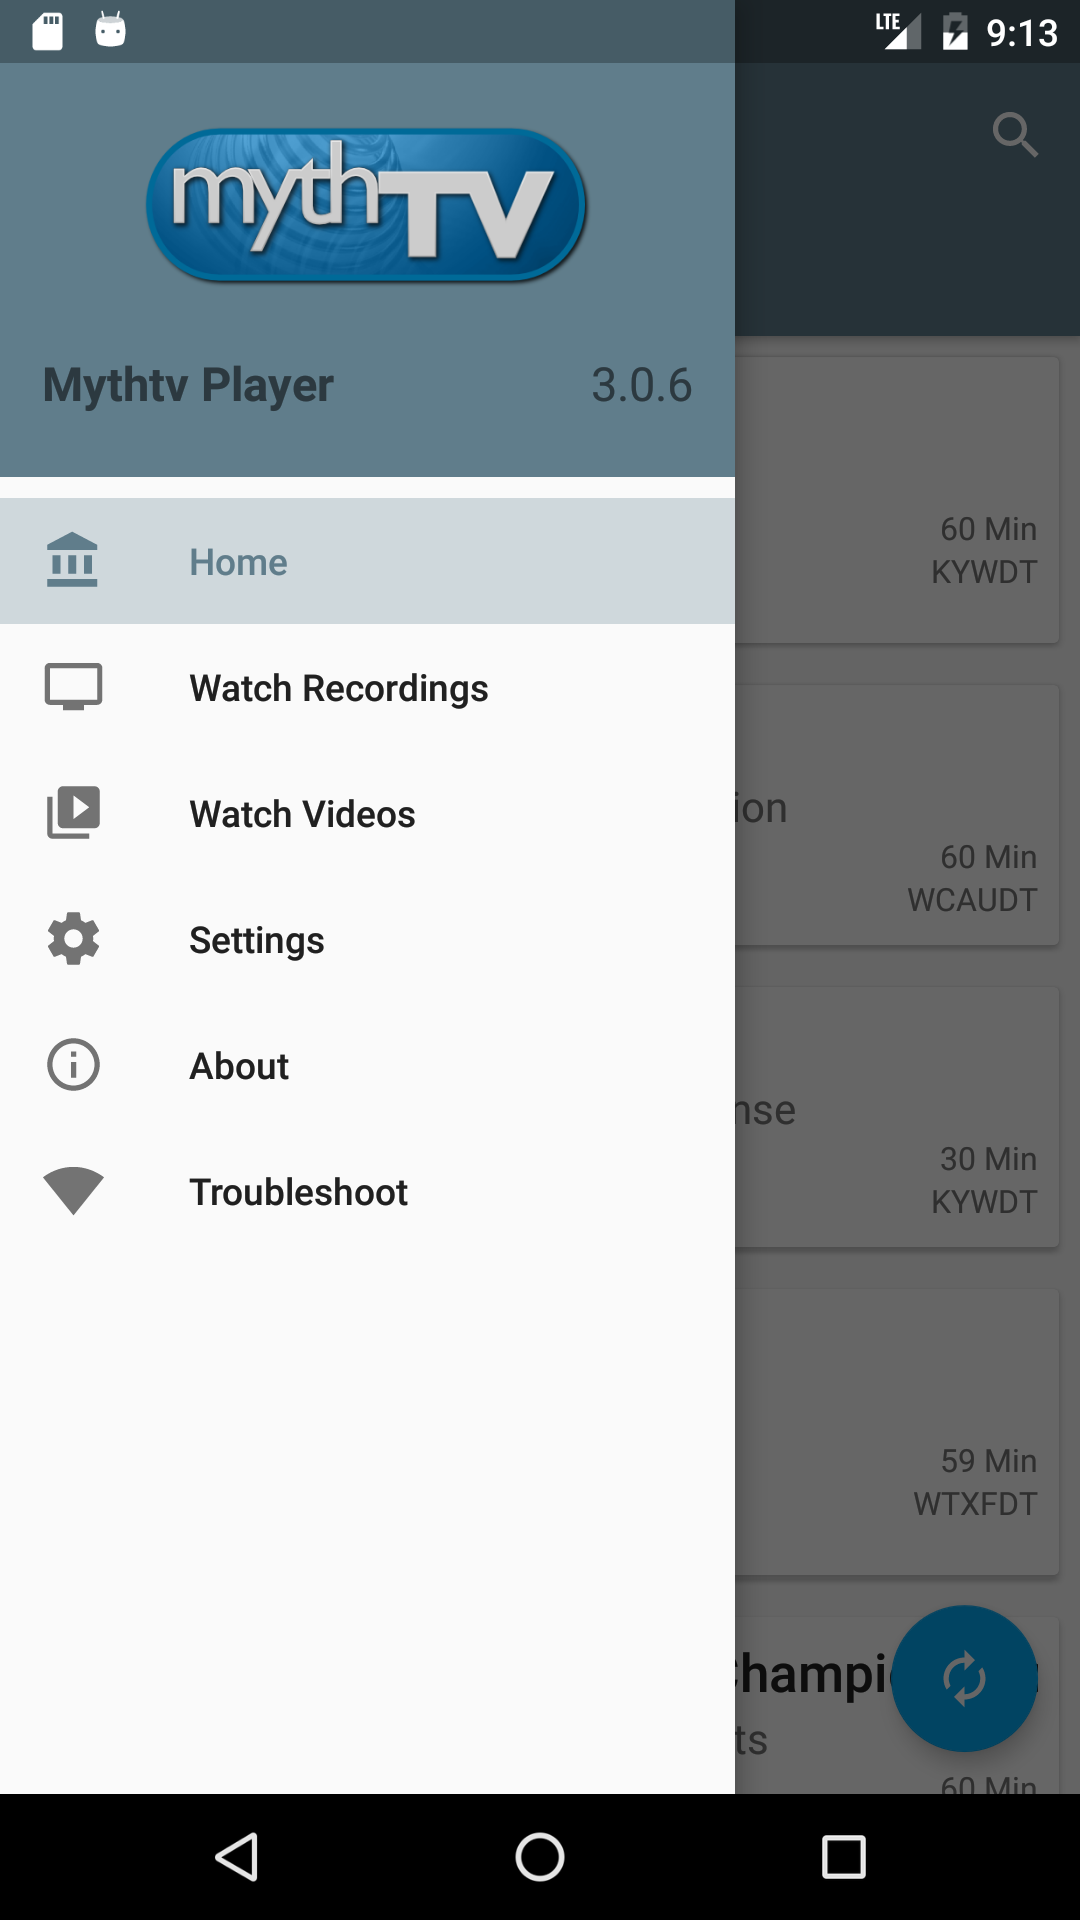 LTE 9:13
mythTV
Mythtv Player 3.0.6
Home
Watch Recordings
Watch Videos
Settings
About
Troubleshoot
60 Min
KYWDT
ion
60 Min
WCAUDT
nse
30 Min
KYWDT
59 Min
WTXFDT
Champi
ts
60 Min